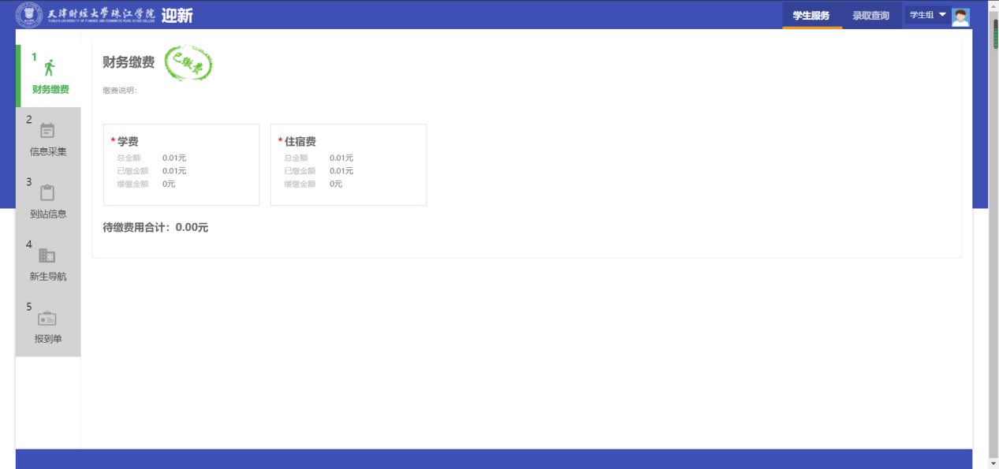 天津财经大学珠江学院 迎新
TIANJIN UNIVERSITY OF FINANCE AND ECONOMICS PEARL RIVER COLLEGE
学生服务 录取查询 学生组
1
财务缴费
2
信息采集
3
到站信息
4
新生导航
5
报到单
财务缴费 已缴费
缴费说明:
*学费
总金额 0.01元
已缴金额 0.01元
缓缴金额 0元
*住宿费
总金额 0.01元
已缴金额 0.01元
缓缴金额 0元
待缴费用合计：0.00元